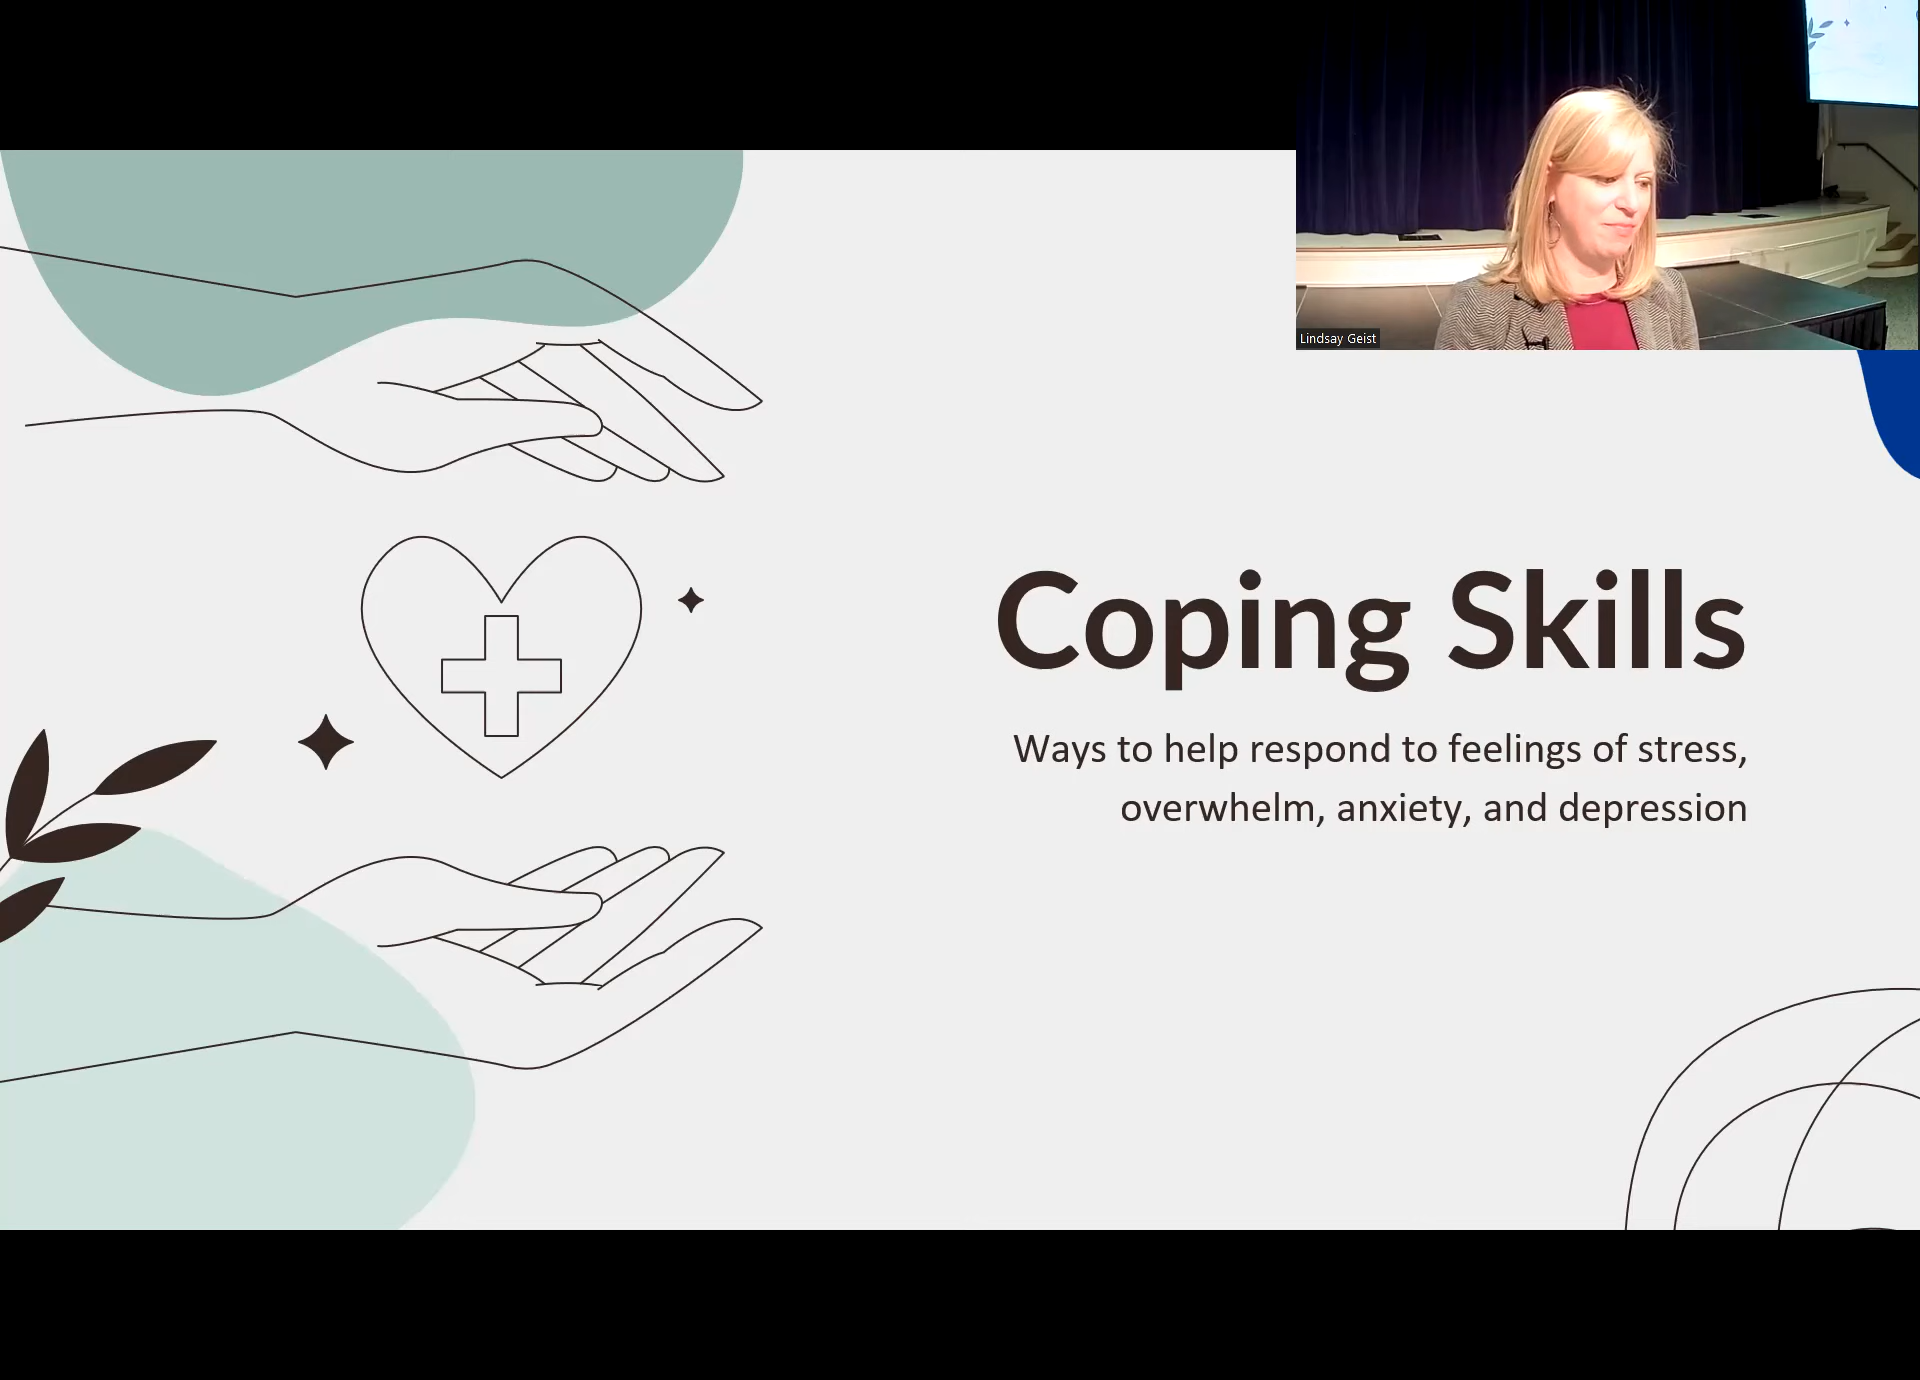 Lindsay Geist
Coping Skills
Ways to help respond to feelings of stress,
overwhelm, anxiety, and depression